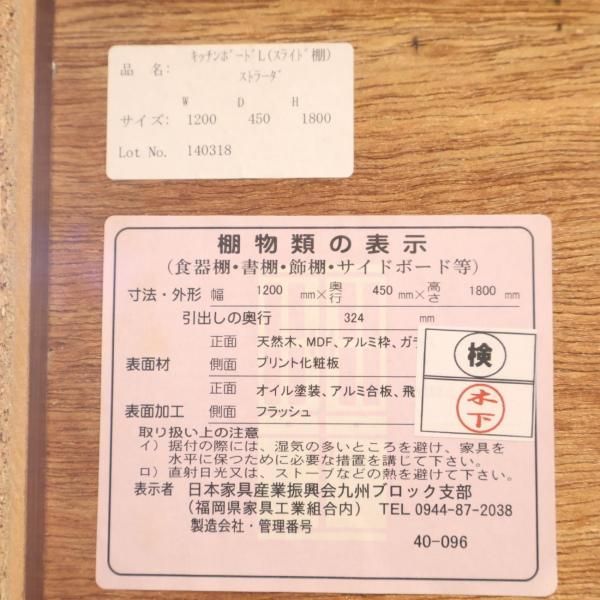 品 名: キッチンボードL(スライド棚)
ストラーダ
W D H
サイズ: 1200 450 1800
Lot No. 140318
棚物類の表示
(食器棚・書棚・飾棚・サイドボード等)
寸法・外形 幅 1200 mm×奥行 450 mm×高さ 1800 mm
引出しの奥行 324 mm
正面 天然木、MDF、アルミ枠、ガラ
表面材 側面 プリント化粧板
正面 オイル塗装、アルミ合板、飛
表面加工 側面 フラッシュ
検
木下
取り扱い上の注意
イ) 据付の際には、湿気の多いところを避け、家具を
水平に保つために必要な措置を講じて下さい。
ロ) 直射日光又は、ストーブなどの熱を避けて下さい。
表示者 日本家具産業振興会九州ブロック支部
(福岡県家具工業組合内) TEL 0944-87-2038
製造会社・管理番号
40-096